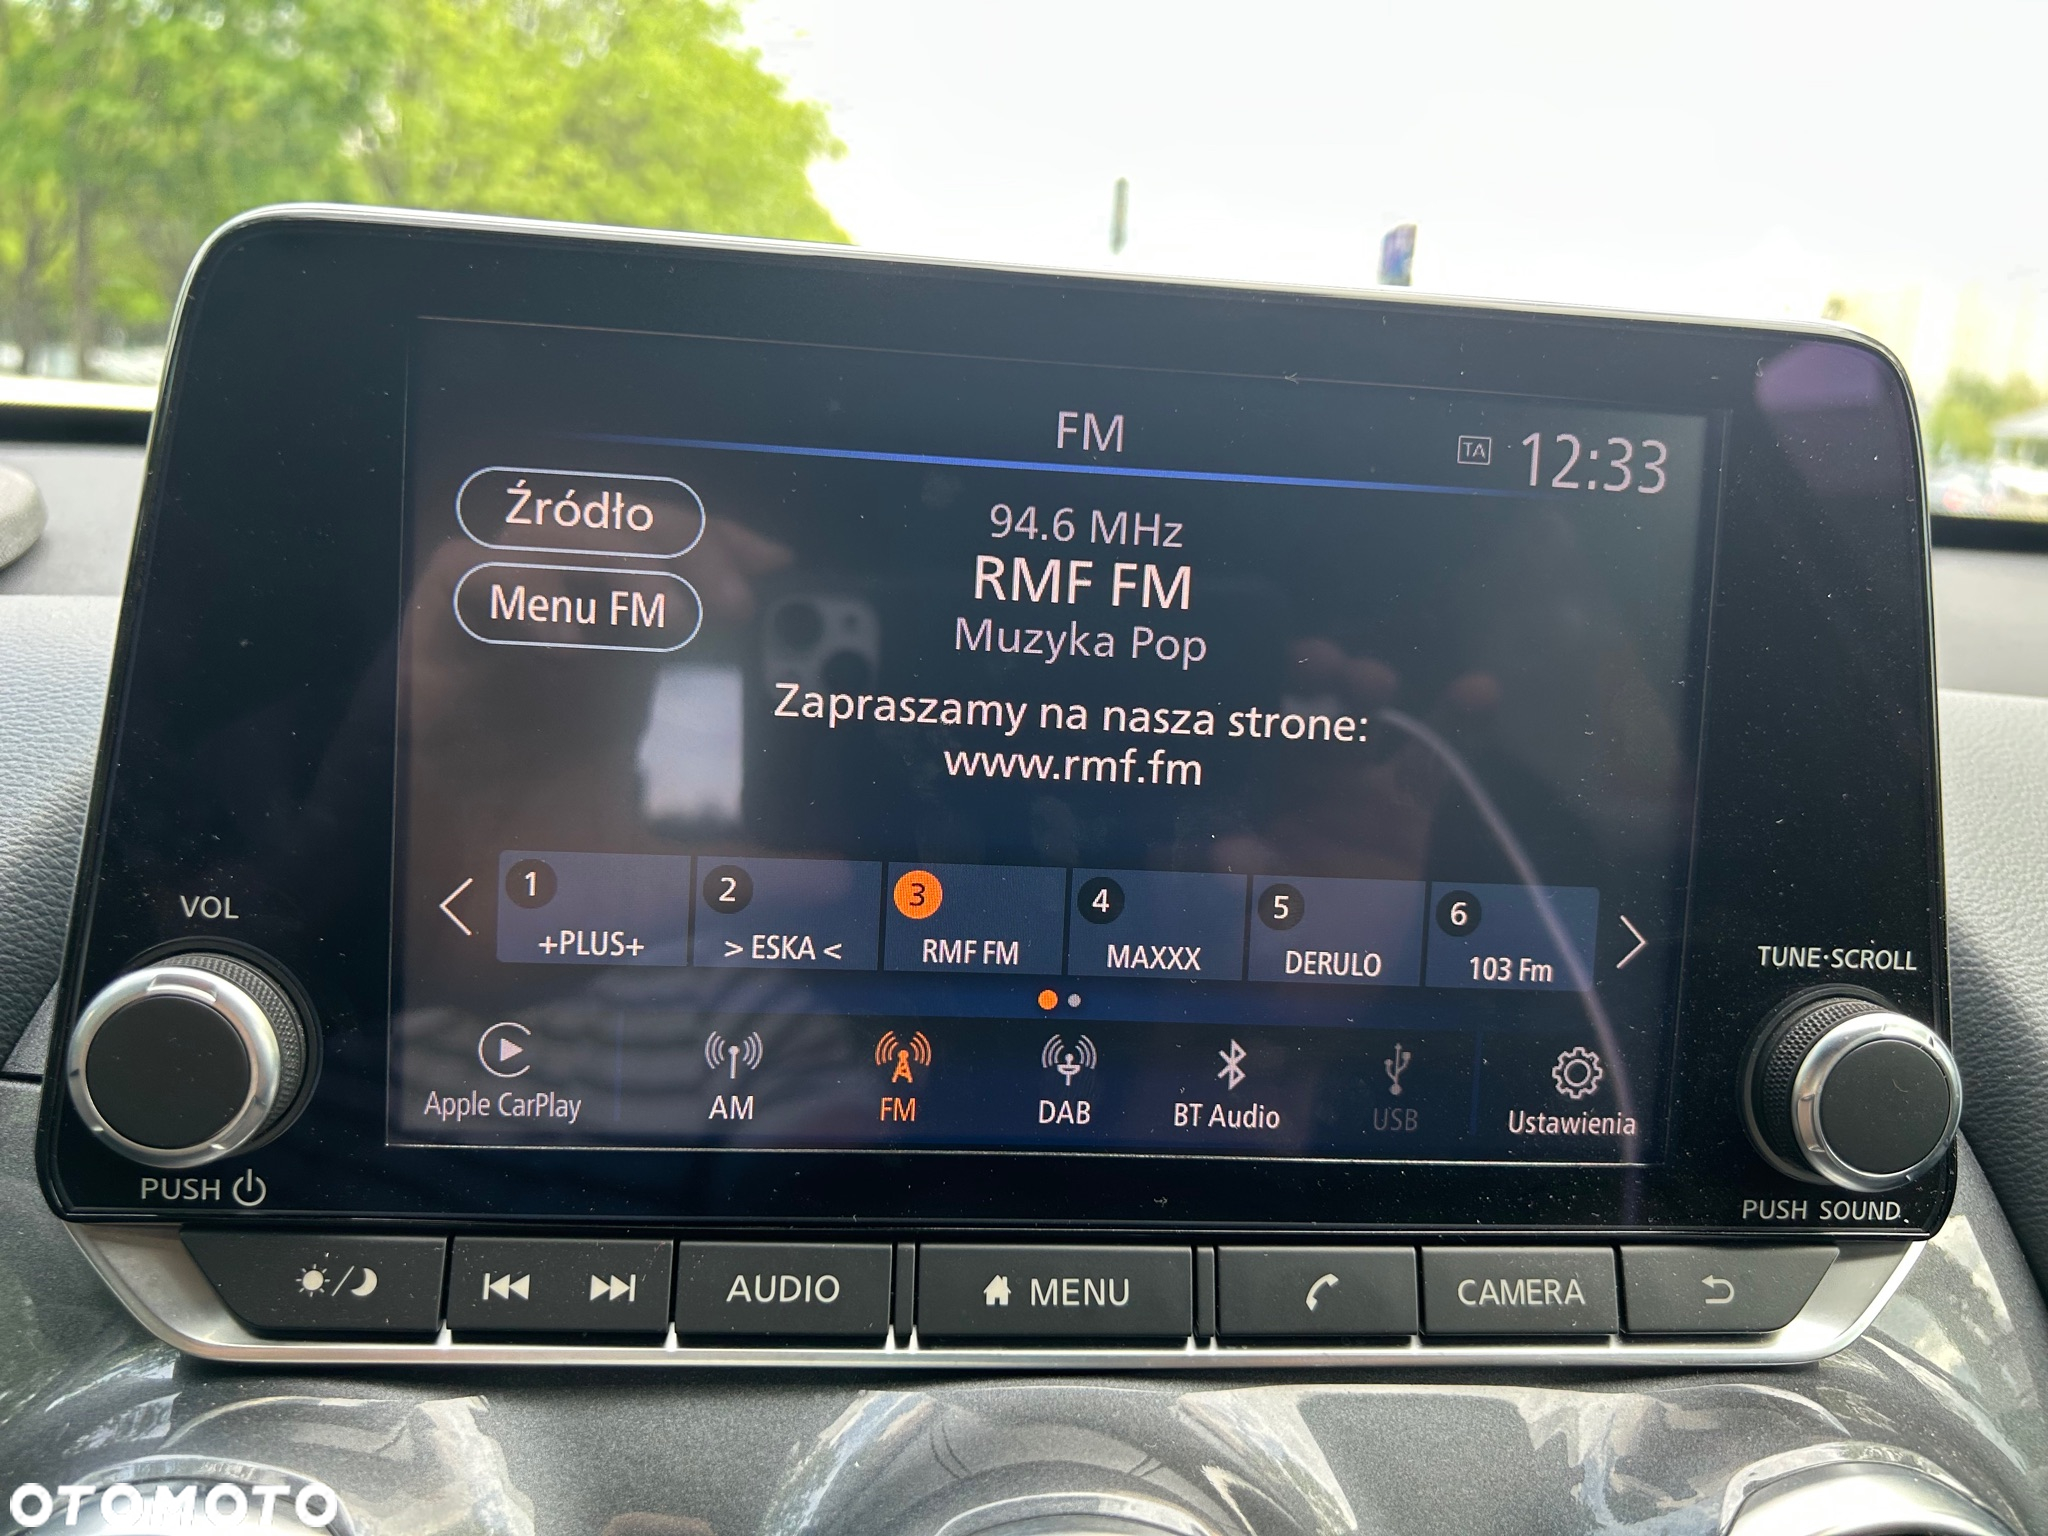 FM
TA 12:33
Źródło
Menu FM
94.6 MHz
RMF FM
Muzyka Pop
Zapraszamy na nasza strone:
www.rmf.fm
1 2 3 4 5 6
+PLUS+ > ESKA < RMF FM MAXXX DERULO 103 Fm
Apple CarPlay AM FM DAB BT Audio USB Ustawienia
VOL
PUSH
TUNE·SCROLL
PUSH SOUND
AUDIO MENU CAMERA
OTOMOTO